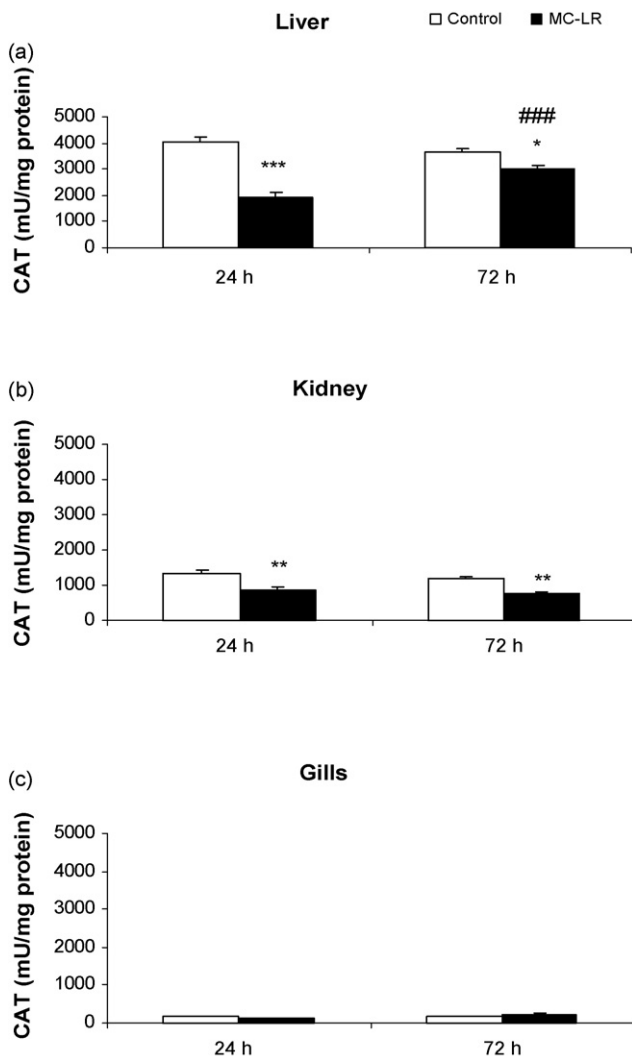 Liver
Control MC-LR
(a)
CAT (mU/mg protein)
5000
4000
3000
2000
1000
0
***
###
*
24 h 72 h
(b)
Kidney
CAT (mU/mg protein)
5000
4000
3000
2000
1000
0
**
**
24 h 72 h
(c)
Gills
CAT (mU/mg protein)
5000
4000
3000
2000
1000
0
24 h 72 h